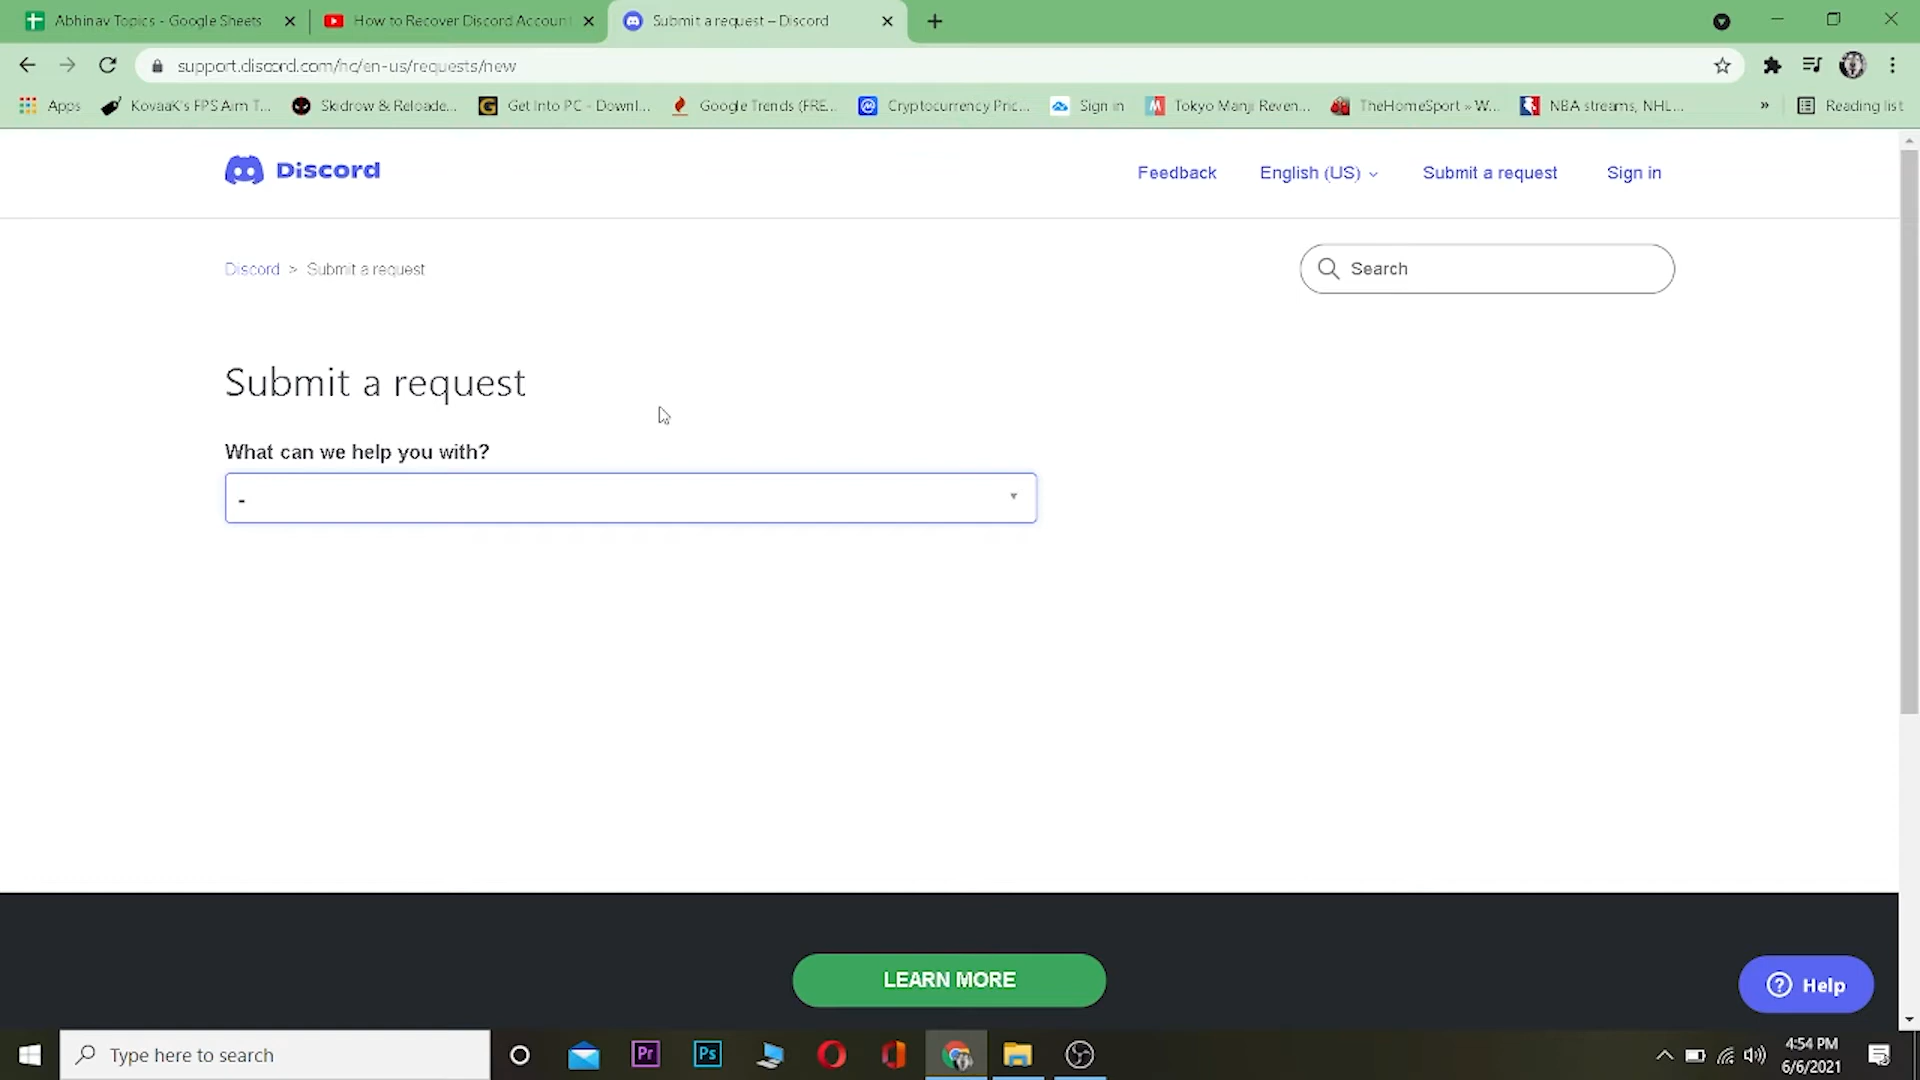 Abhinav Topics - Google Sheets
How to Recover Discord Accoun
Submit a request – Discord
support.discord.com/hc/en-us/requests/new
Apps
KovaaK's FPS Aim T...
Skidrow & Reloade...
Get Into PC - Downl...
Google Trends (FRE...
Cryptocurrency Pric...
Sign in
Tokyo Manji Reven...
TheHomeSport » W...
NBA streams, NHL...
»
Reading list
Discord
Feedback
English (US)
Submit a request
Sign in
Discord > Submit a request
Search
Submit a request
What can we help you with?
-
LEARN MORE
Help
Type here to search
Pr
Ps
4:54 PM
6/6/2021